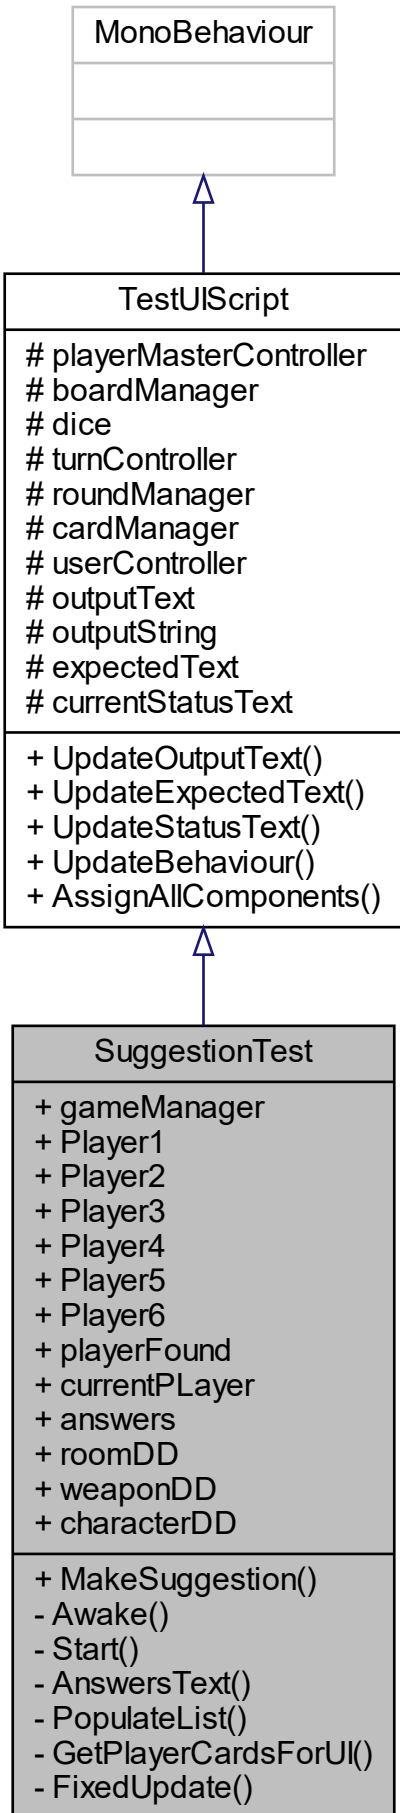 MonoBehaviour
TestUIScript
# playerMasterController
# boardManager
# dice
# turnController
# roundManager
# cardManager
# userController
# outputText
# outputString
# expectedText
# currentStatusText
+ UpdateOutputText()
+ UpdateExpectedText()
+ UpdateStatusText()
+ UpdateBehaviour()
+ AssignAllComponents()
SuggestionTest
+ gameManager
+ Player1
+ Player2
+ Player3
+ Player4
+ Player5
+ Player6
+ playerFound
+ currentPLayer
+ answers
+ roomDD
+ weaponDD
+ characterDD
+ MakeSuggestion()
- Awake()
- Start()
- AnswersText()
- PopulateList()
- GetPlayerCardsForUI()
- FixedUpdate()